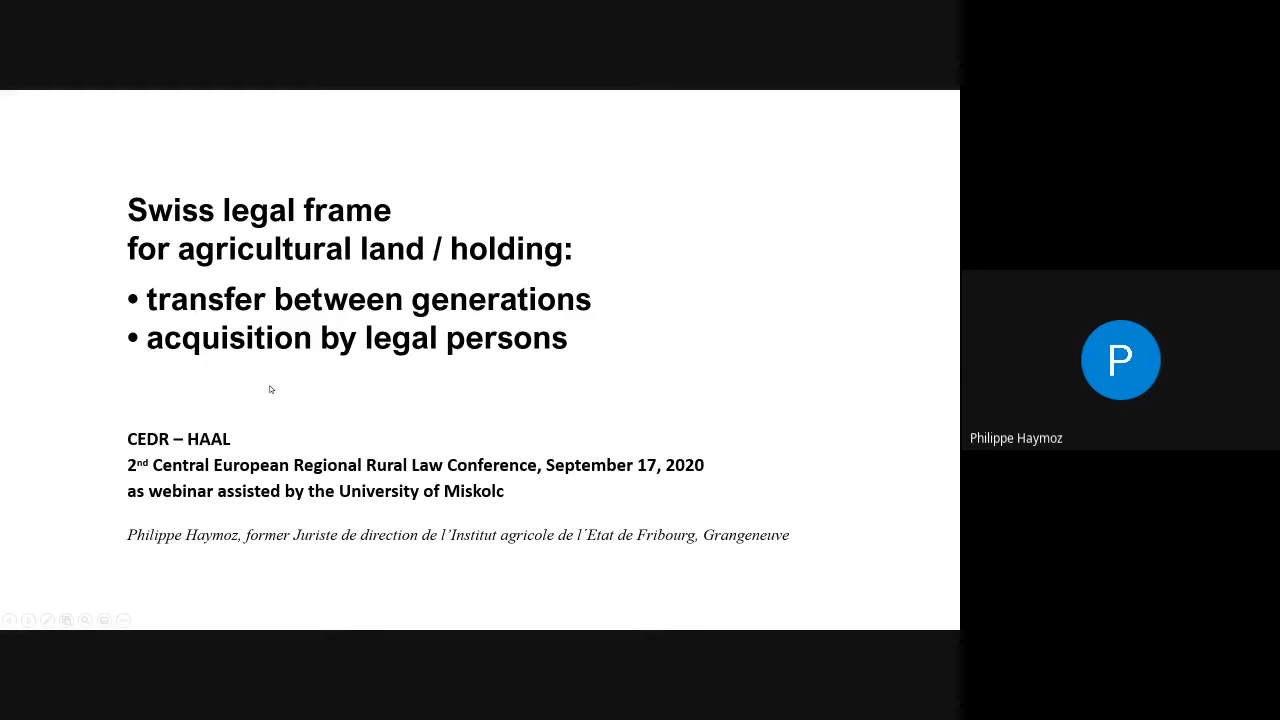 Swiss legal frame
for agricultural land / holding:
• transfer between generations
• acquisition by legal persons
CEDR – HAAL
2nd Central European Regional Rural Law Conference, September 17, 2020
as webinar assisted by the University of Miskolc
Philippe Haymoz, former Juriste de direction de l’Institut agricole de l´Etat de Fribourg, Grangeneuve
P
Philippe Haymoz